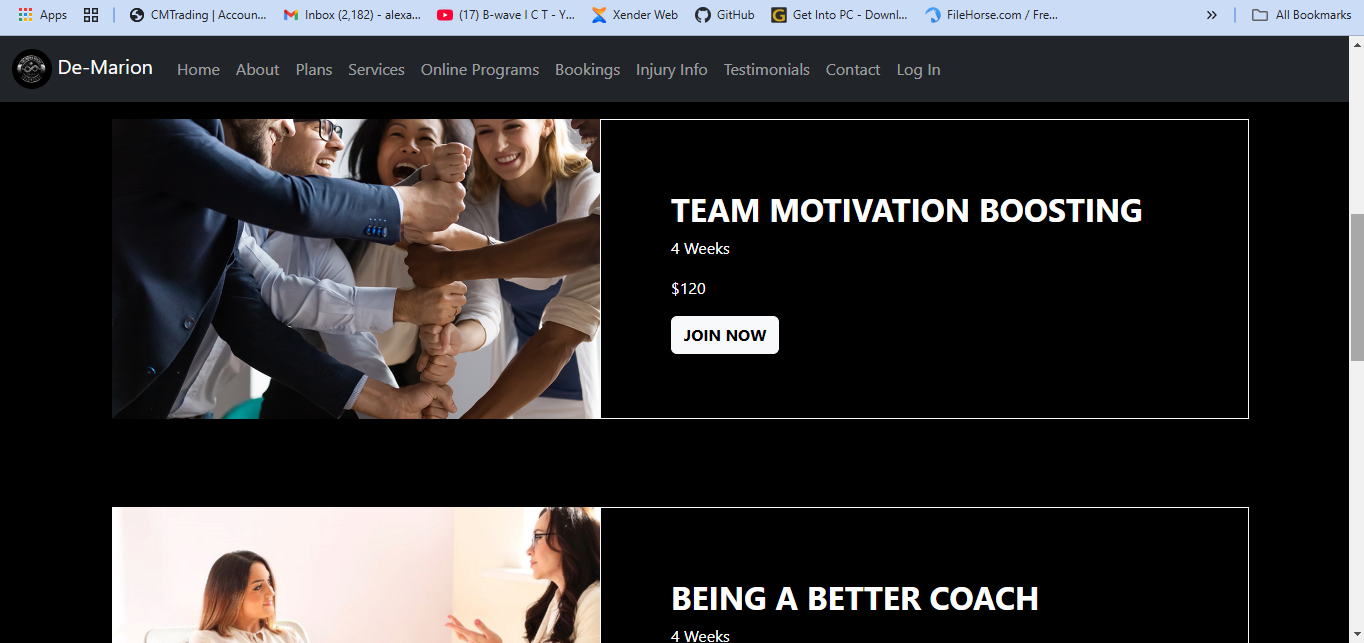 Apps CMTrading | Accoun... Inbox (2,182) - alexa... (17) B-wave I C T - Y... Xender Web GitHub Get Into PC - Downl... FileHorse.com / Fre... » All Bookmarks
De-Marion Home About Plans Services Online Programs Bookings Injury Info Testimonials Contact Log In
TEAM MOTIVATION BOOSTING
4 Weeks
$120
JOIN NOW
BEING A BETTER COACH
4 Weeks